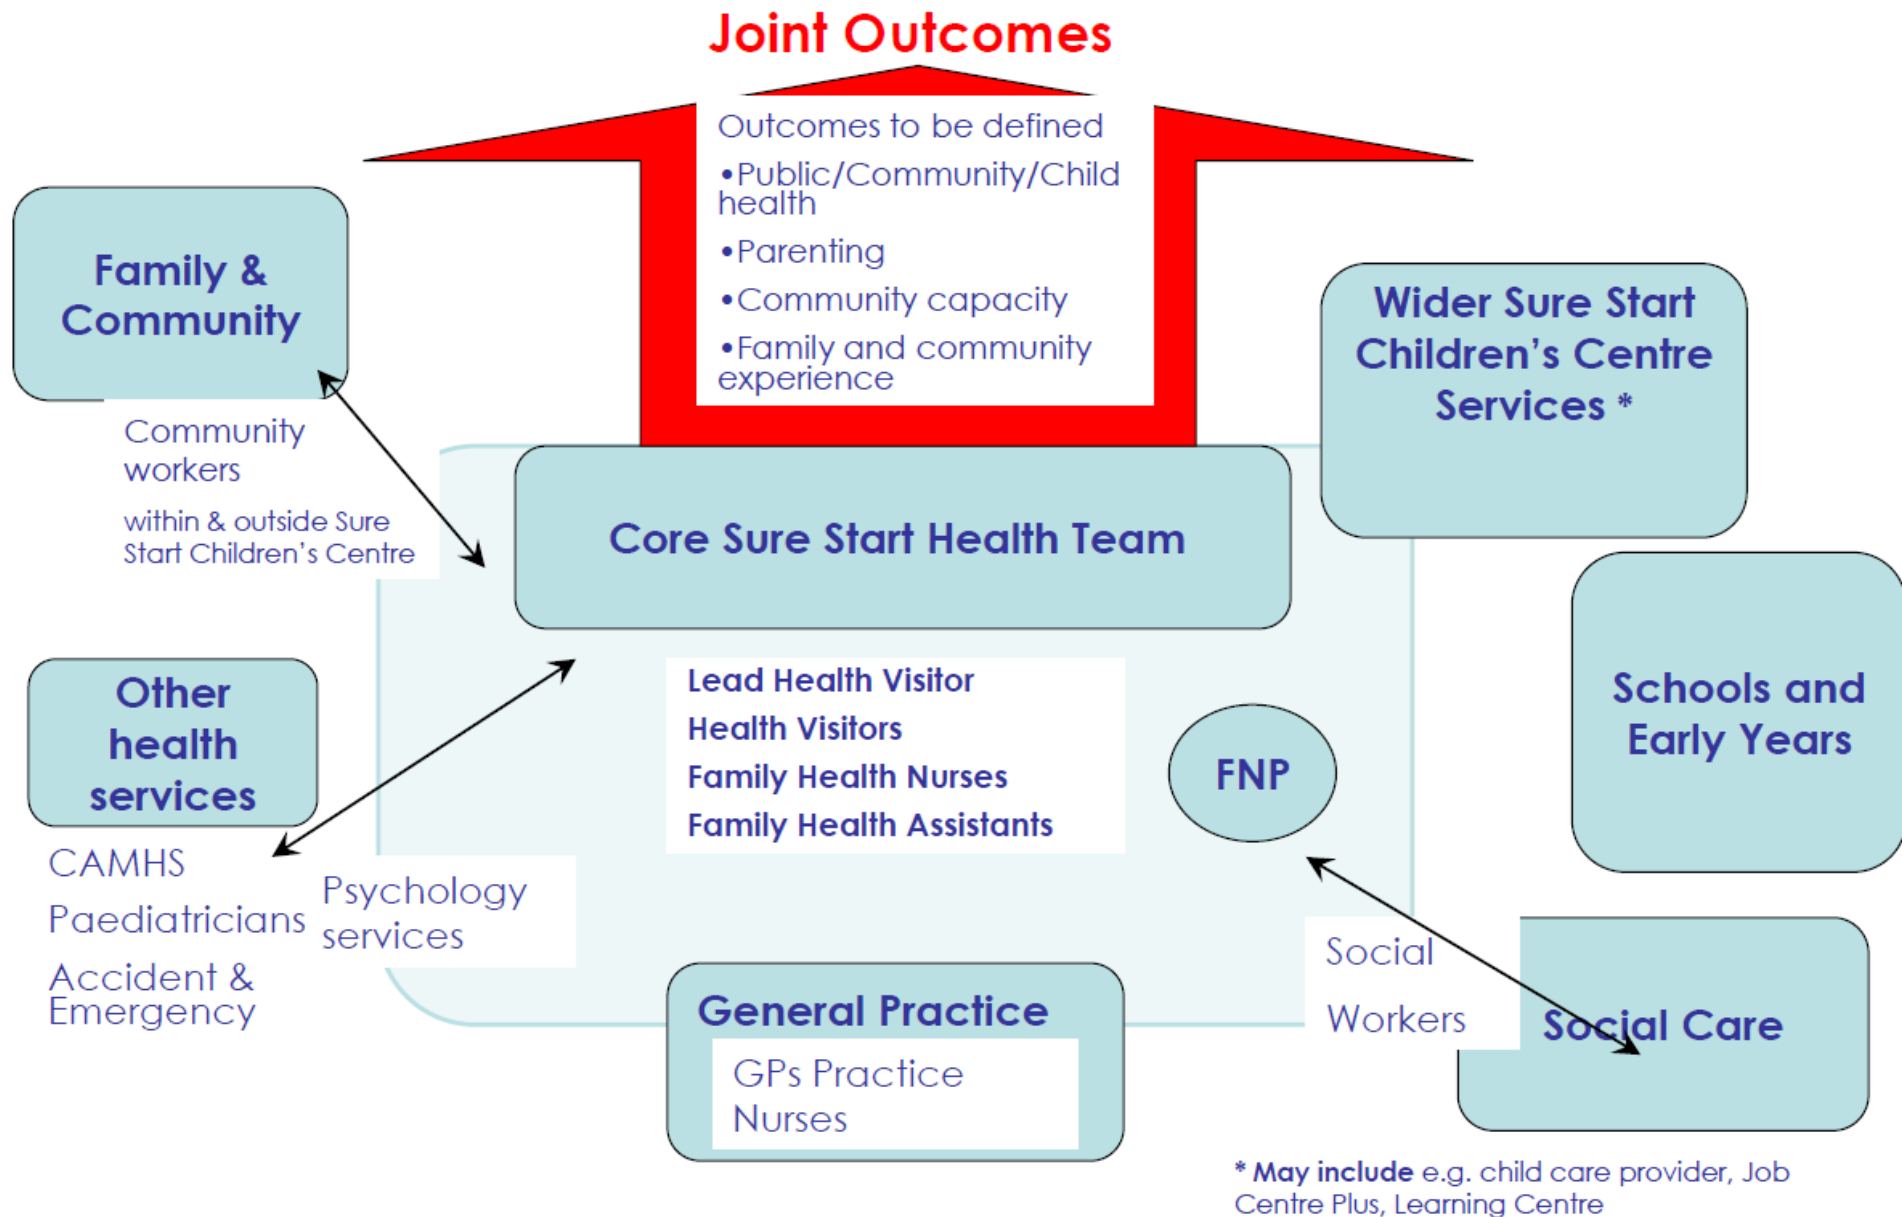 Joint Outcomes
Outcomes to be defined
•Public/Community/Child
health
•Parenting
•Community capacity
•Family and community
experience
Family &
Community
Community
workers
within & outside Sure
Start Children’s Centre
Wider Sure Start
Children’s Centre
Services *
Core Sure Start Health Team
Lead Health Visitor
Health Visitors
Family Health Nurses
Family Health Assistants
FNP
Schools and
Early Years
Other
health
services
CAMHS
Paediatricians
Accident &
Emergency
Psychology
services
General Practice
GPs Practice
Nurses
Social
Workers
Social Care
* May include e.g. child care provider, Job
Centre Plus, Learning Centre